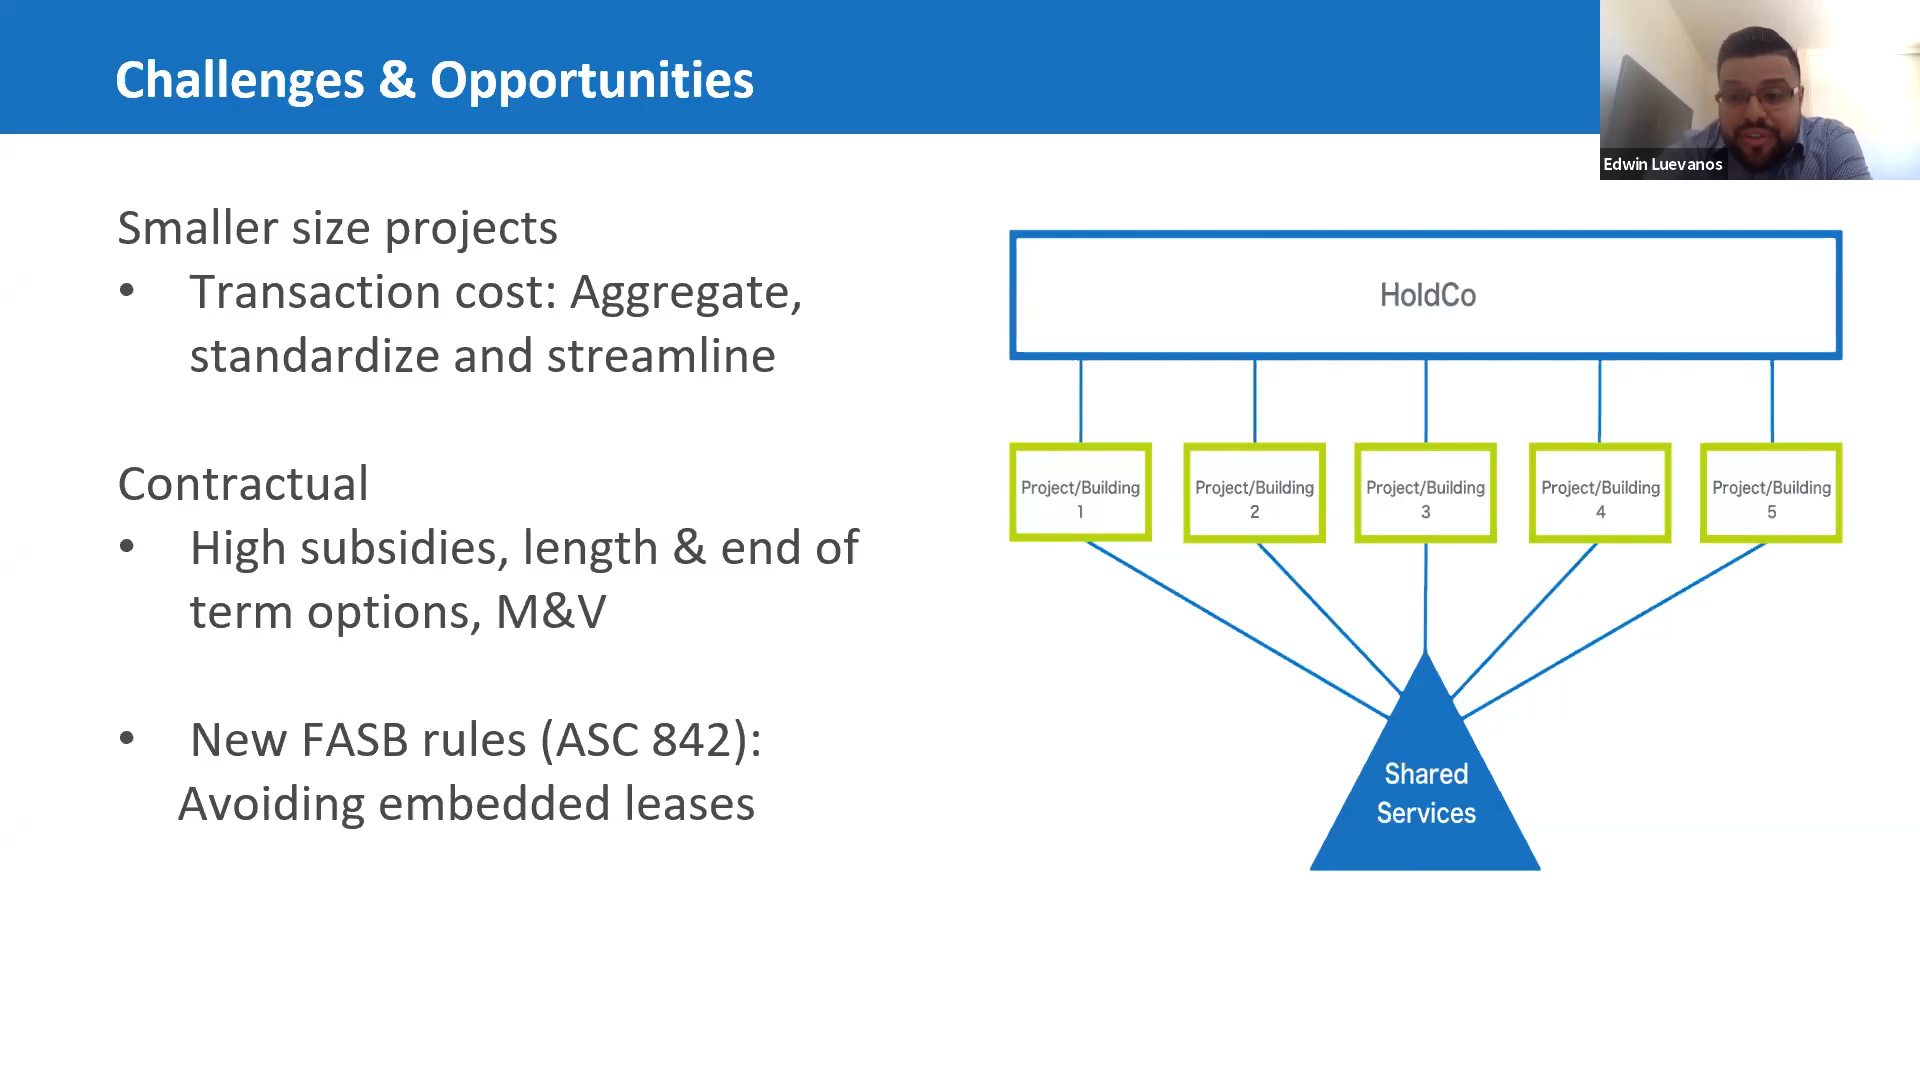 Challenges & Opportunities
Edwin Luevanos
Smaller size projects
• Transaction cost: Aggregate,
standardize and streamline
Contractual
• High subsidies, length & end of
term options, M&V
• New FASB rules (ASC 842):
Avoiding embedded leases
HoldCo
Project/Building
1
Project/Building
2
Project/Building
3
Project/Building
4
Project/Building
5
Shared
Services